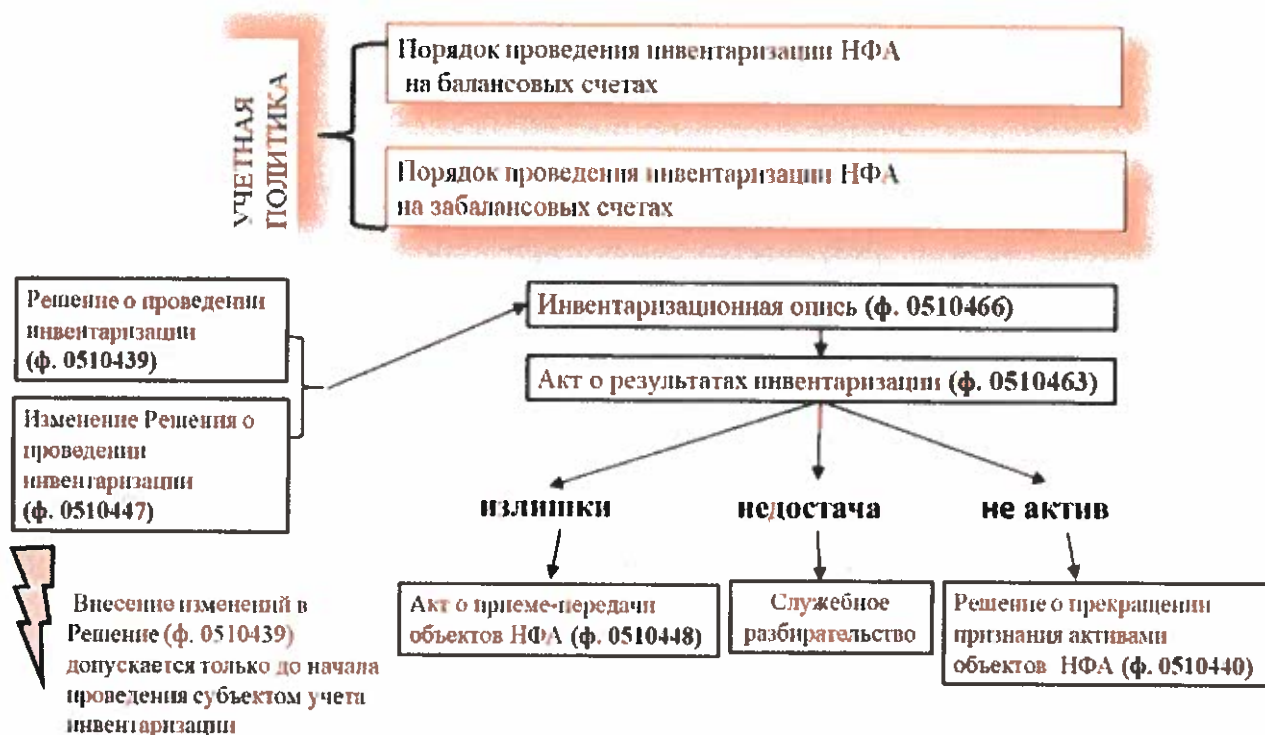 УЧЕТНАЯ
ПОЛИТИКА
Порядок проведения инвентаризации НФА
на балансовых счетах
Порядок проведения инвентаризации НФА
на забалансовых счетах
Решение о проведении
инвентаризации
(ф. 0510439)
Изменение Решения о
проведении
инвентаризации
(ф. 0510447)
Внесение изменений в
Решение (ф. 0510439)
допускается только до начала
проведения субъектом учета
инвентаризации
Инвентаризационная опись (ф. 0510466)
Акт о результатах инвентаризации (ф. 0510463)
излишки
недостача
не актив
Акт о приеме-передачи
объектов НФА (ф. 0510448)
Служебное
разбирательство
Решение о прекращении
признания активами
объектов НФА (ф. 0510440)